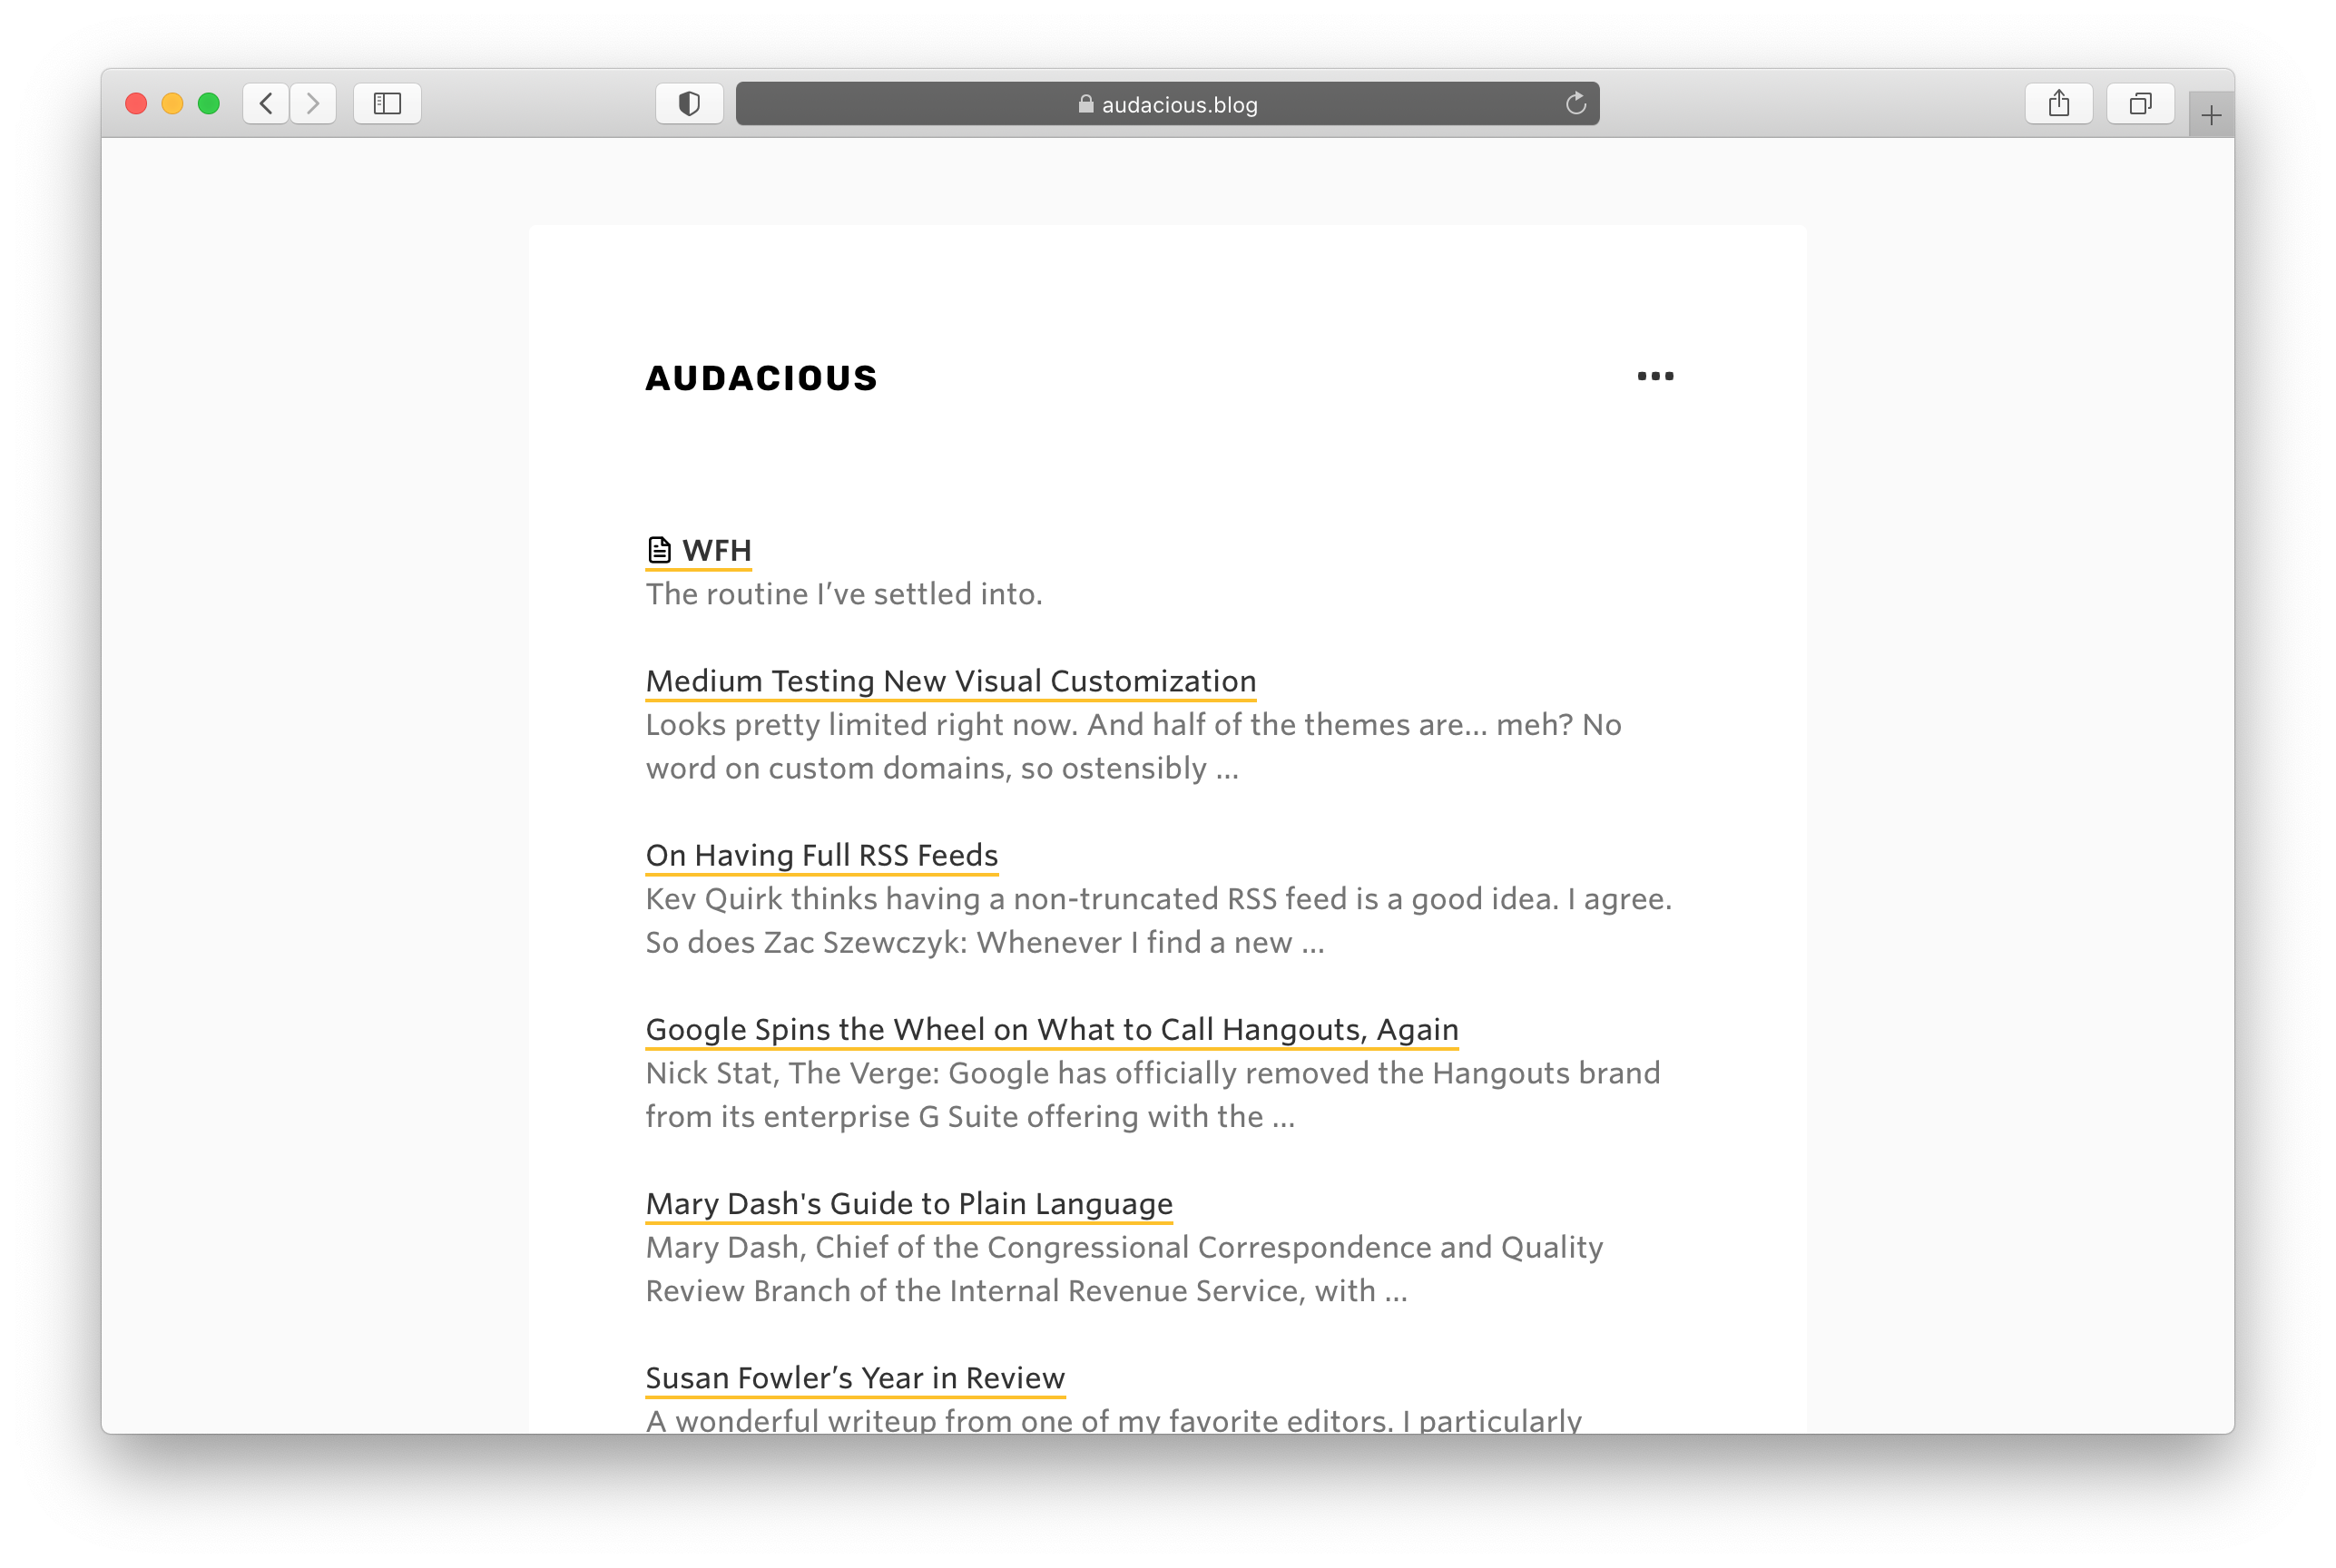 audacious.blog
AUDACIOUS
WFH
The routine I’ve settled into.
Medium Testing New Visual Customization
Looks pretty limited right now. And half of the themes are… meh? No
word on custom domains, so ostensibly …
On Having Full RSS Feeds
Kev Quirk thinks having a non-truncated RSS feed is a good idea. I agree.
So does Zac Szewczyk: Whenever I find a new …
Google Spins the Wheel on What to Call Hangouts, Again
Nick Stat, The Verge: Google has officially removed the Hangouts brand
from its enterprise G Suite offering with the …
Mary Dash's Guide to Plain Language
Mary Dash, Chief of the Congressional Correspondence and Quality
Review Branch of the Internal Revenue Service, with …
Susan Fowler’s Year in Review
A wonderful writeup from one of my favorite editors. I particularly